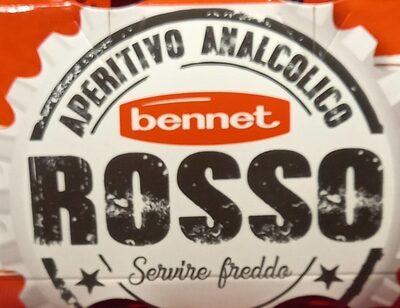 APERITIVO ANALCOLICO
bennet
ROSSO
Servire freddo